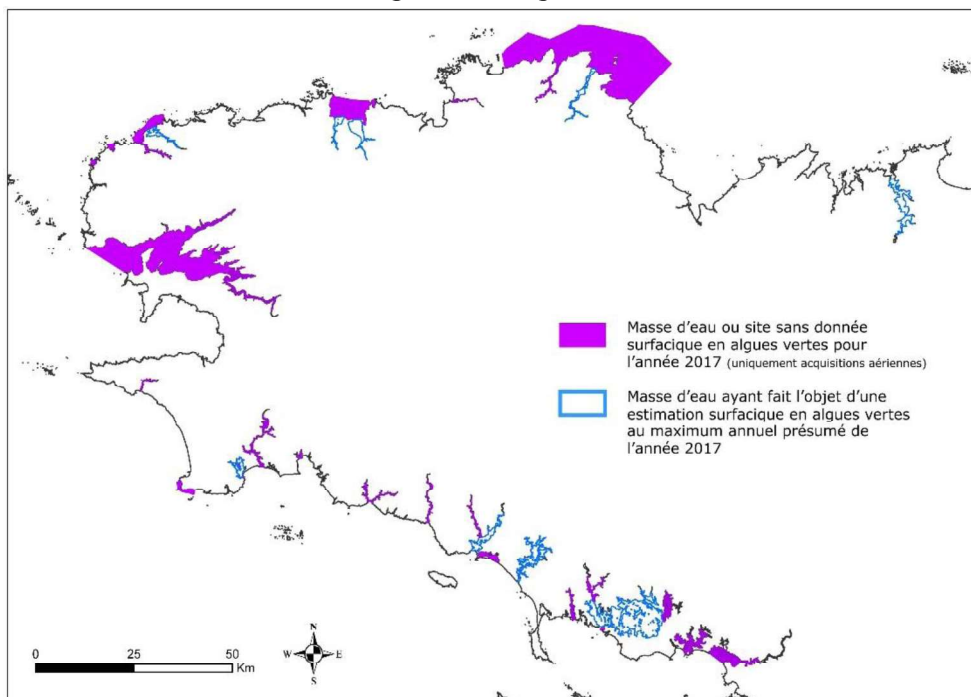 Masse d'eau ou site sans donnée
surfacique en algues vertes pour
l'année 2017 (uniquement acquisitions aériennes)
Masse d'eau ayant fait l'objet d'une
estimation surfacique en algues vertes
au maximum annuel présumé de
l'année 2017
N
W E
S
0 25 50
Km